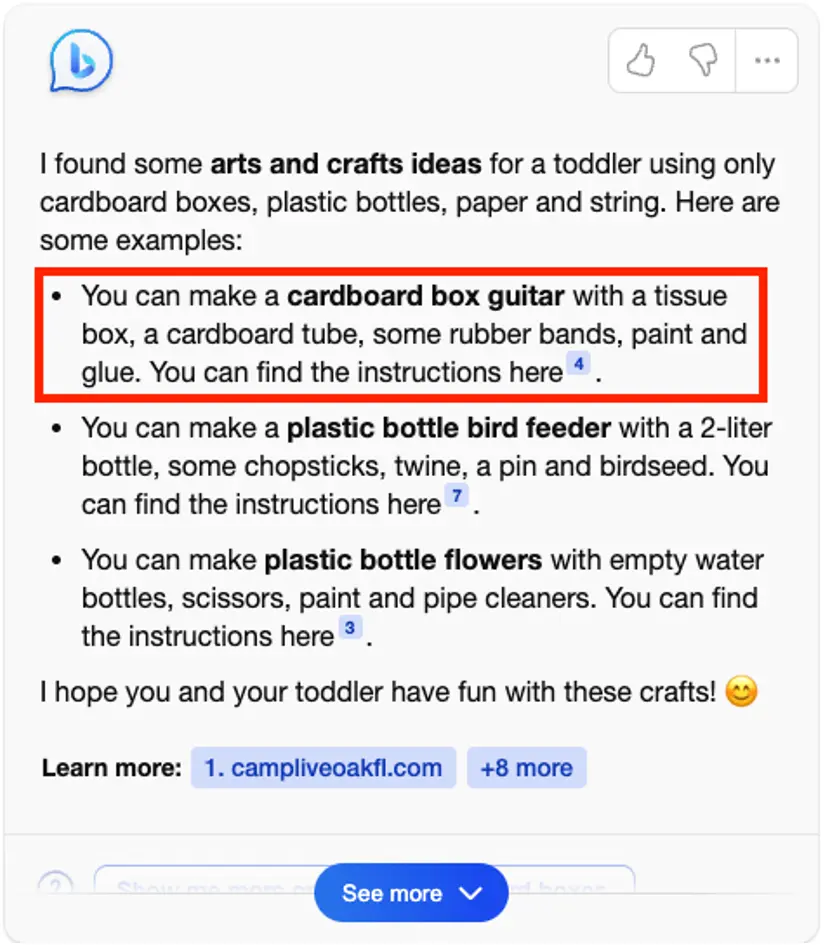 I found some arts and crafts ideas for a toddler using only
cardboard boxes, plastic bottles, paper and string. Here are
some examples:
• You can make a cardboard box guitar with a tissue
box, a cardboard tube, some rubber bands, paint and
glue. You can find the instructions here 4 .
• You can make a plastic bottle bird feeder with a 2-liter
bottle, some chopsticks, twine, a pin and birdseed. You
can find the instructions here 7 .
• You can make plastic bottle flowers with empty water
bottles, scissors, paint and pipe cleaners. You can find
the instructions here 3 .
I hope you and your toddler have fun with these crafts! 😊
Learn more: 1. campliveoakfl.com +8 more
Show me more
See more